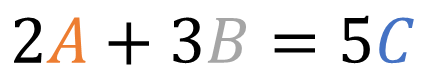 2A + 3B = 5C